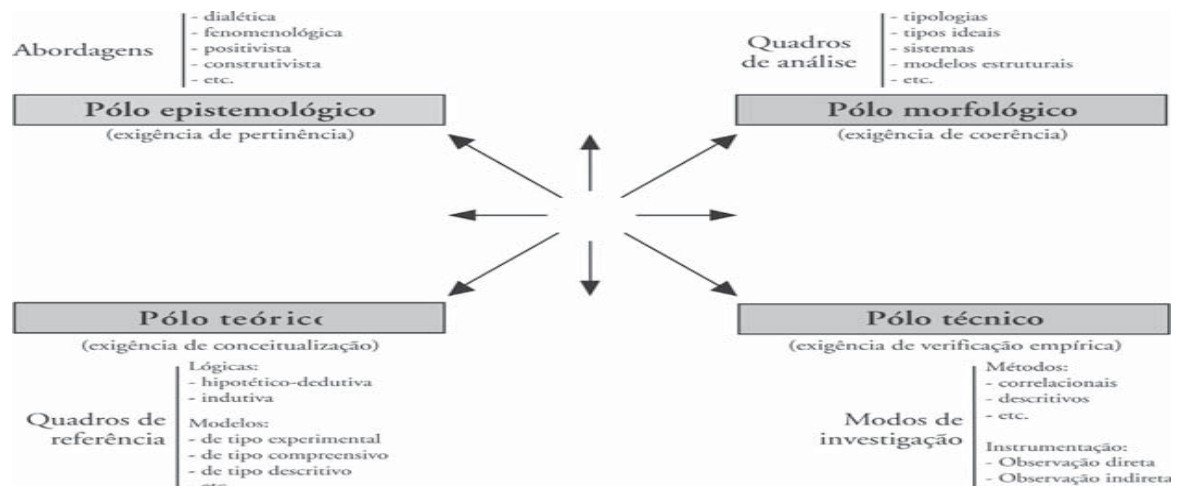 Abordagens
- dialética
- fenomenológica
- positivista
- construtivista
- etc.
Pólo epistemológico
(exigência de pertinência)
Quadros
de análise
- tipologias
- tipos ideais
- sistemas
- modelos estruturais
- etc.
Pólo morfológico
(exigência de coerência)
Pólo teóric
(exigência de conceitualização)
Quadros de
referência
Lógicas:
- hipotético-dedutiva
- indutiva
Modelos:
- de tipo experimental
- de tipo compreensivo
- de tipo descritivo
Pólo técnico
(exigência de verificação empírica)
Modos de
investigação
Métodos:
- correlacionais
- descritivos
- etc.
Instrumentação:
- Observação direta
- Observação indireta